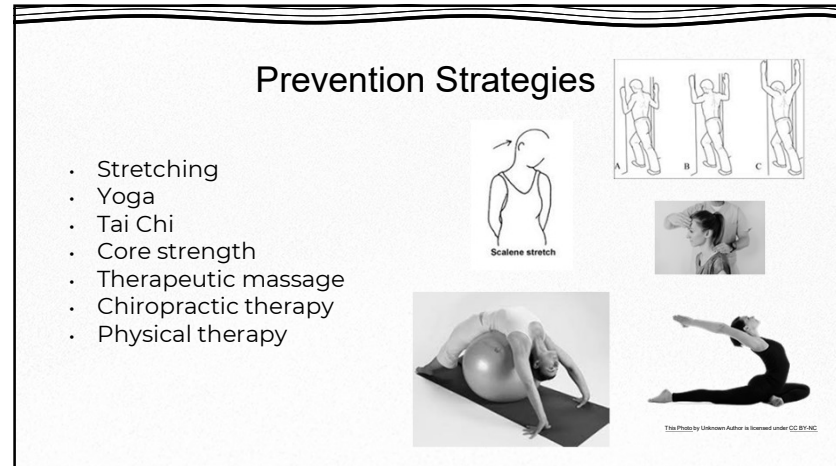 Prevention Strategies
• Stretching
• Yoga
• Tai Chi
• Core strength
• Therapeutic massage
• Chiropractic therapy
• Physical therapy
A B C
Scalene stretch
This Photo by Unknown Author is licensed under CC BY-NC